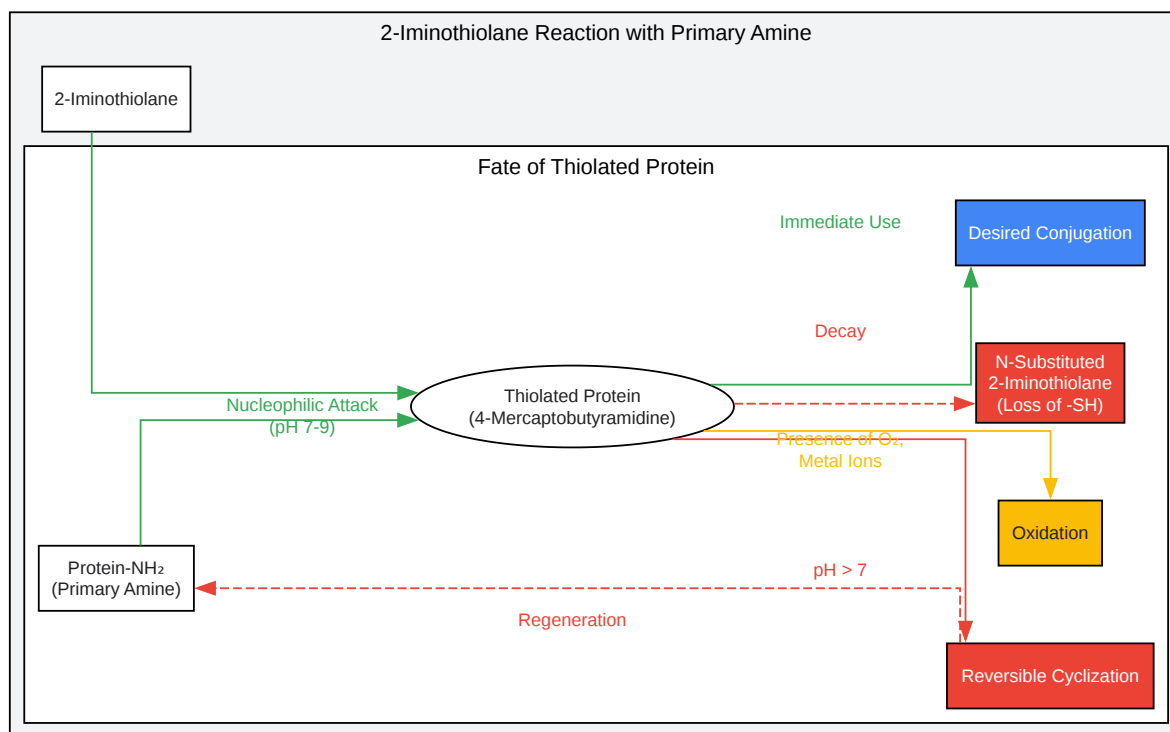 2-Iminothiolane Reaction with Primary Amine
2-Iminothiolane
Fate of Thiolated Protein
Immediate Use
Desired Conjugation
Decay
N-Substituted
2-Iminothiolane
(Loss of -SH)
Thiolated Protein
(4-Mercaptobutyramidine)
Nucleophilic Attack
(pH 7-9)
Presence of O₂,
Metal Ions
Oxidation
Protein-NH₂
(Primary Amine)
pH > 7
Regeneration
Reversible Cyclization